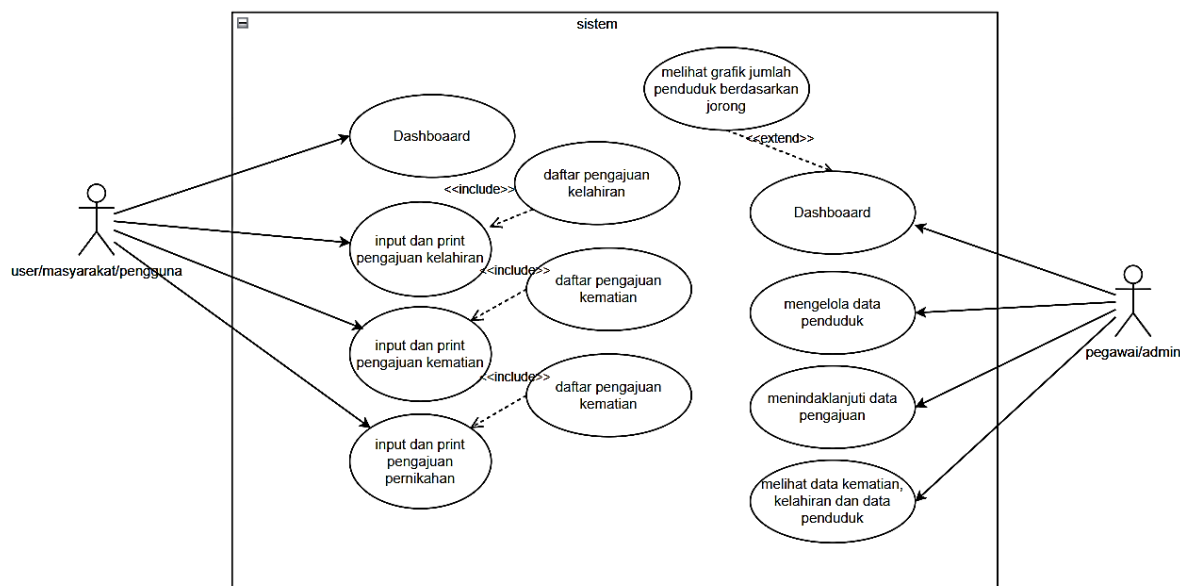 sistem
melihat grafik jumlah
penduduk berdasarkan
jorong
<<extend>>
Dashboaard
daftar pengajuan
kelahiran
<<include>>
Dashboaard
input dan print
pengajuan kelahiran
user/masyarakat/pengguna
<<include>>
daftar pengajuan
kematian
mengelola data
penduduk
input dan print
pengajuan kematian
pegawai/admin
<<include>>
daftar pengajuan
kematian
menindaklanjuti data
pengajuan
input dan print
pengajuan
pernikahan
melihat data kematian,
kelahiran dan data
penduduk